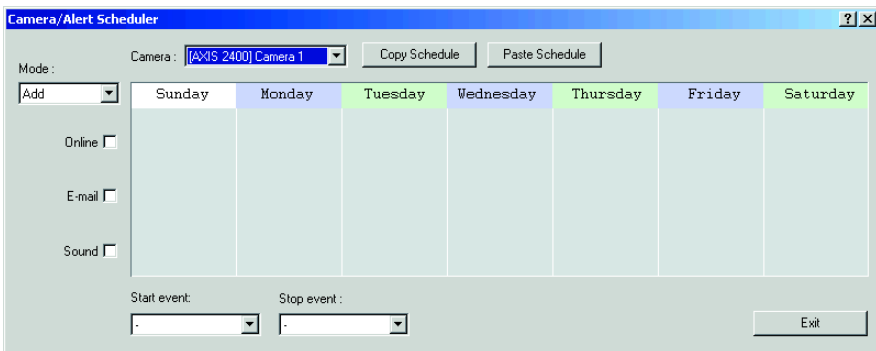 Camera/Alert Scheduler
Mode :
Camera : [AXIS 2400] Camera 1 Copy Schedule Paste Schedule
Add
Sunday Monday Tuesday Wednesday Thursday Friday Saturday
Online
E-mail
Sound
Start event: Stop event :
- -
Exit